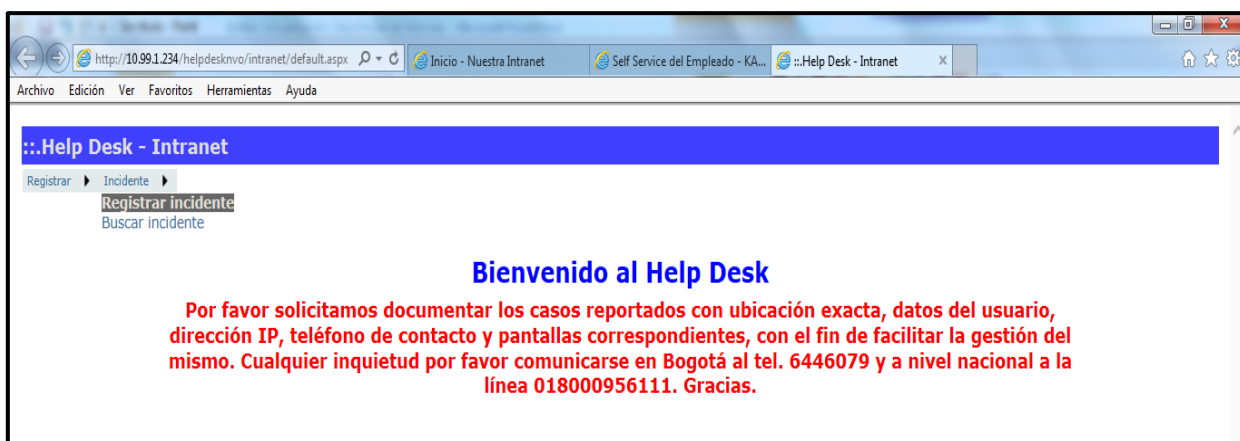 http://10.99.1.234/helpdesknvo/intranet/default.aspx
Inicio - Nuestra Intranet
Self Service del Empleado - KA...
::.Help Desk - Intranet
Archivo Edición Ver Favoritos Herramientas Ayuda
::.Help Desk - Intranet
Registrar Incidente
Registrar incidente
Buscar incidente
Bienvenido al Help Desk
Por favor solicitamos documentar los casos reportados con ubicación exacta, datos del usuario,
dirección IP, teléfono de contacto y pantallas correspondientes, con el fin de facilitar la gestión del
mismo. Cualquier inquietud por favor comunicarse en Bogotá al tel. 6446079 y a nivel nacional a la
línea 018000956111. Gracias.